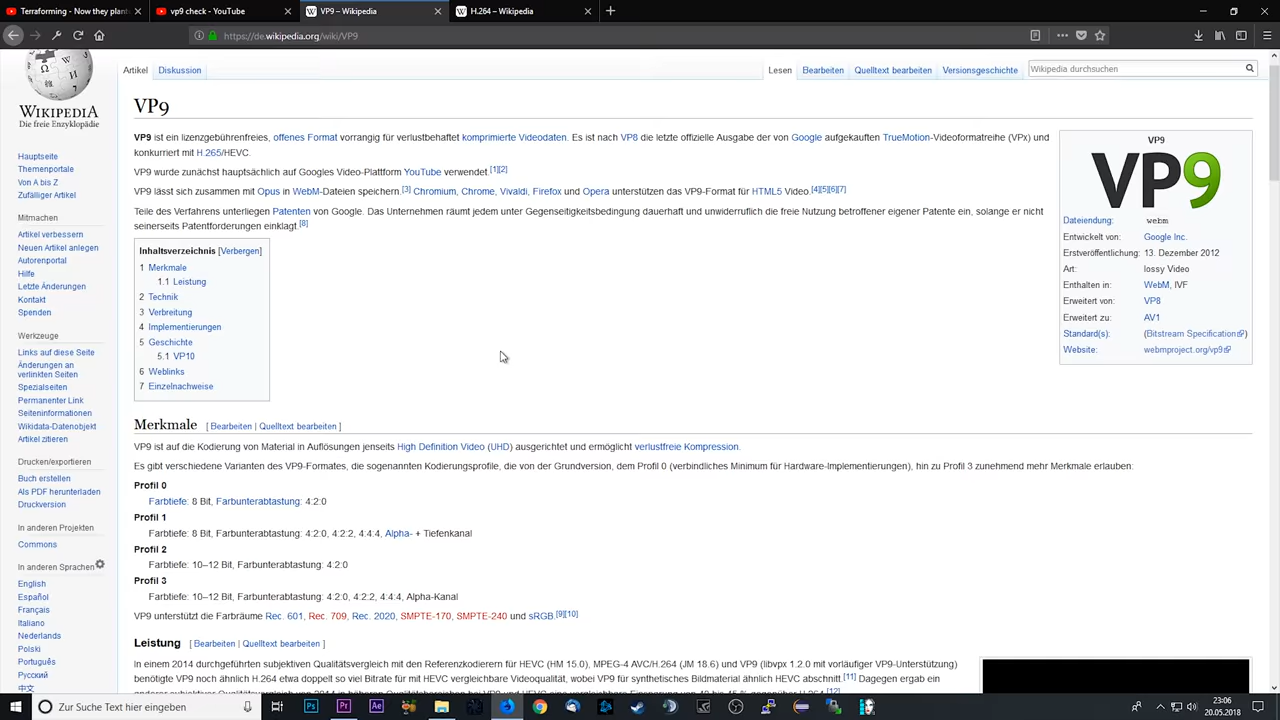 Terraforming - Now they plant
vp9 check - YouTube
VP9 – Wikipedia
H.264 – Wikipedia
https://de.wikipedia.org/wiki/VP9
WIKIPEDIA
Die freie Enzyklopädie
Hauptseite
Themenportale
Von A bis Z
Zufälliger Artikel
Mitmachen
Artikel verbessern
Neuen Artikel anlegen
Autorenportal
Hilfe
Letzte Änderungen
Kontakt
Spenden
Werkzeuge
Links auf diese Seite
Änderungen an
verlinkten Seiten
Spezialseiten
Permanenter Link
Seiteninformationen
Wikidata-Datenobjekt
Artikel zitieren
Drucken/exportieren
Buch erstellen
Als PDF herunterladen
Druckversion
In anderen Projekten
Commons
In anderen Sprachen
English
Español
Français
Italiano
Nederlands
Polski
Português
Русский
中文
Artikel Diskussion
Lesen Bearbeiten Quelltext bearbeiten Versionsgeschichte
Wikipedia durchsuchen
VP9
VP9 ist ein lizenzgebührenfreies, offenes Format vorrangig für verlustbehaftet komprimierte Videodaten. Es ist nach VP8 die letzte offizielle Ausgabe der von Google aufgekauften TrueMotion-Videoformatreihe (VPx) und
konkurriert mit H.265/HEVC.
VP9 wurde zunächst hauptsächlich auf Googles Video-Plattform YouTube verwendet.[1][2]
VP9 lässt sich zusammen mit Opus in WebM-Dateien speichern.[3] Chromium, Chrome, Vivaldi, Firefox und Opera unterstützen das VP9-Format für HTML5 Video.[4][5][6][7]
Teile des Verfahrens unterliegen Patenten von Google. Das Unternehmen räumt jedem unter Gegenseitigkeitsbedingung dauerhaft und unwiderruflich die freie Nutzung betroffener eigener Patente ein, solange er nicht
seinerseits Patentforderungen einklagt.[8]
VP9
VP9
Dateiendung: webm
Entwickelt von: Google Inc.
Erstveröffentlichung: 13. Dezember 2012
Art: lossy Video
Enthalten in: WebM, IVF
Erweitert von: VP8
Erweitert zu: AV1
Standard(s): (Bitstream Specification)
Website: webmproject.org/vp9
Inhaltsverzeichnis [Verbergen]
1 Merkmale
1.1 Leistung
2 Technik
3 Verbreitung
4 Implementierungen
5 Geschichte
5.1 VP10
6 Weblinks
7 Einzelnachweise
Merkmale [ Bearbeiten | Quelltext bearbeiten ]
VP9 ist auf die Kodierung von Material in Auflösungen jenseits High Definition Video (UHD) ausgerichtet und ermöglicht verlustfreie Kompression.
Es gibt verschiedene Varianten des VP9-Formates, die sogenannten Kodierungsprofile, die von der Grundversion, dem Profil 0 (verbindliches Minimum für Hardware-Implementierungen), hin zu Profil 3 zunehmend mehr Merkmale erlauben:
Profil 0
Farbtiefe: 8 Bit, Farbunterabtastung: 4:2:0
Profil 1
Farbtiefe: 8 Bit, Farbunterabtastung: 4:2:0, 4:2:2, 4:4:4, Alpha- + Tiefenkanal
Profil 2
Farbtiefe: 10–12 Bit, Farbunterabtastung: 4:2:0
Profil 3
Farbtiefe: 10–12 Bit, Farbunterabtastung: 4:2:0, 4:2:2, 4:4:4, Alpha-Kanal
VP9 unterstützt die Farbräume Rec. 601, Rec. 709, Rec. 2020, SMPTE-170, SMPTE-240 und sRGB.[9][10]
Leistung [ Bearbeiten | Quelltext bearbeiten ]
In einem 2014 durchgeführten subjektiven Qualitätsvergleich mit den Referenzkodierern für HEVC (HM 15.0), MPEG-4 AVC/H.264 (JM 18.6) und VP9 (libvpx 1.2.0 mit vorläufiger VP9-Unterstützung)
benötigte VP9 noch ähnlich H.264 etwa doppelt so viel Bitrate für mit HEVC vergleichbare Videoqualität, wobei VP9 für synthetisches Bildmaterial ähnlich HEVC abschnitt.[11] Dagegen ergab ein
Zur Suche Text hier eingeben
Ps Pr Ae
23:06
20.05.2018